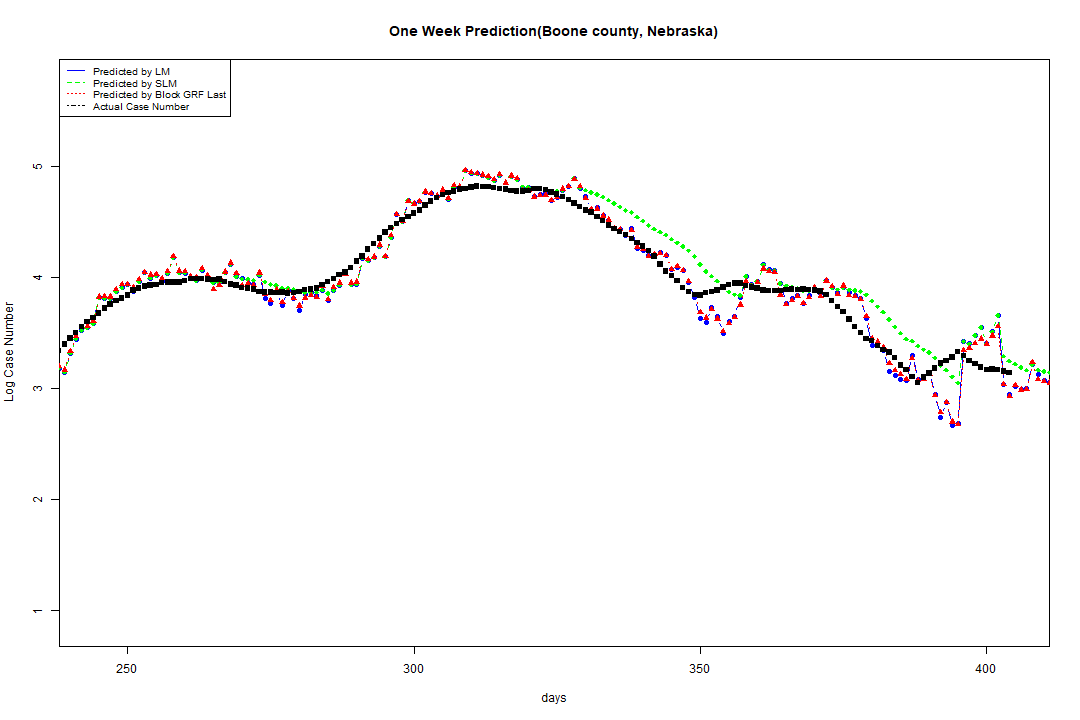 One Week Prediction(Boone county, Nebraska)
Predicted by LM
Predicted by SLM
Predicted by Block GRF Last
Actual Case Number
5
4
3
2
1
Log Case Number
250 300 350 400
days